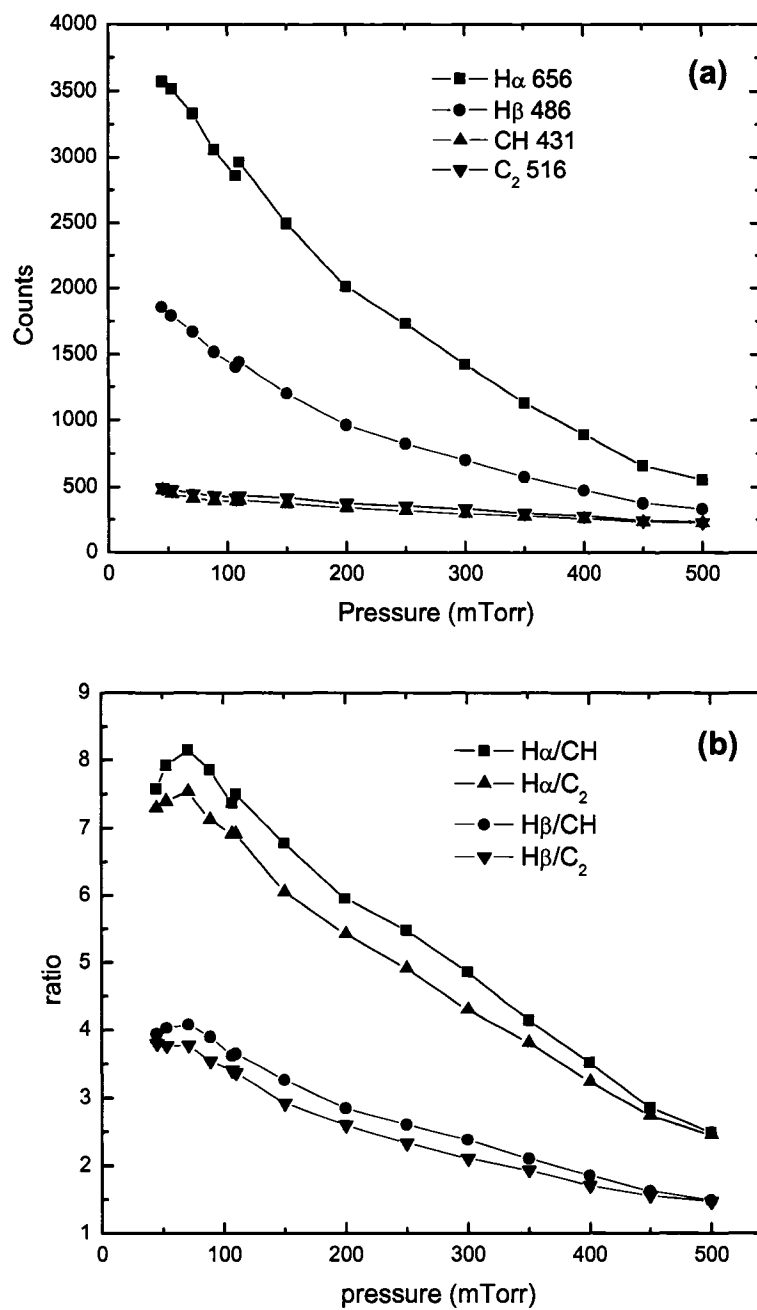 (a)
Hα 656
Hβ 486
CH 431
C2 516
4000
3500
3000
2500
2000
1500
1000
500
0
Counts
0 100 200 300 400 500
Pressure (mTorr)
(b)
Hα/CH
Hα/C2
Hβ/CH
Hβ/C2
9
8
7
6
5
4
3
2
1
ratio
0 100 200 300 400 500
pressure (mTorr)